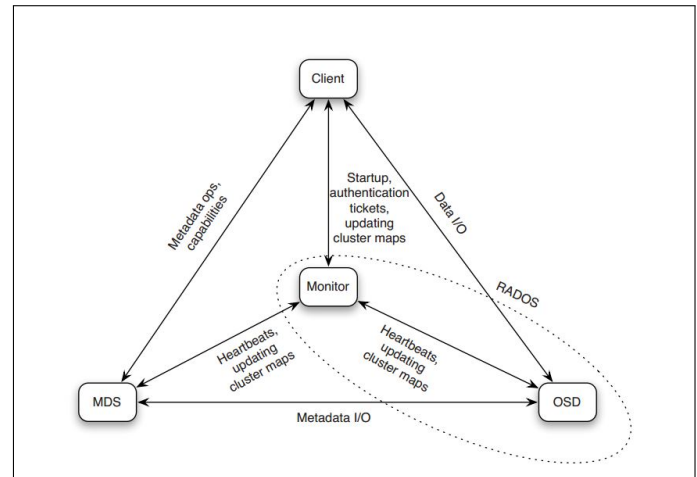 Client
Metadata ops,
capabilities
Startup,
authentication
tickets,
updating
cluster maps
Data I/O
Monitor
RADOS
Heartbeats,
updating
cluster maps
Heartbeats,
updating
cluster maps
MDS
OSD
Metadata I/O